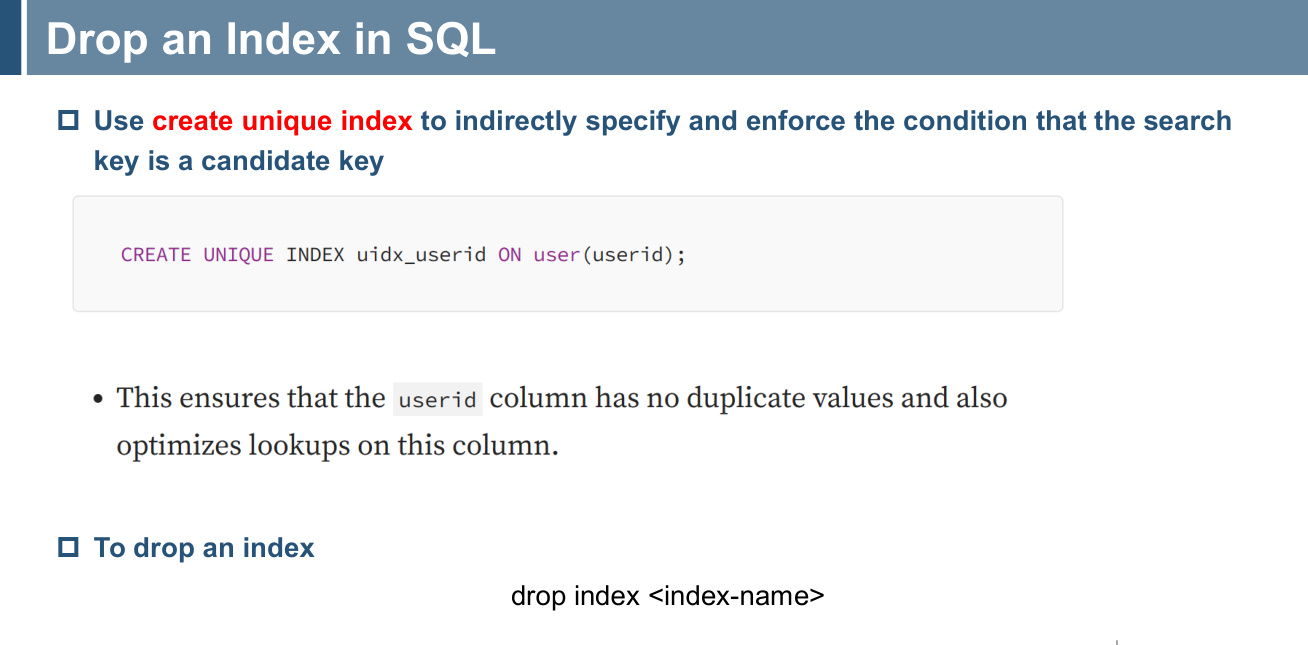 Drop an Index in SQL
Use create unique index to indirectly specify and enforce the condition that the search
key is a candidate key
CREATE UNIQUE INDEX uidx_userid ON user(userid);
• This ensures that the userid column has no duplicate values and also
optimizes lookups on this column.
To drop an index
drop index <index-name>